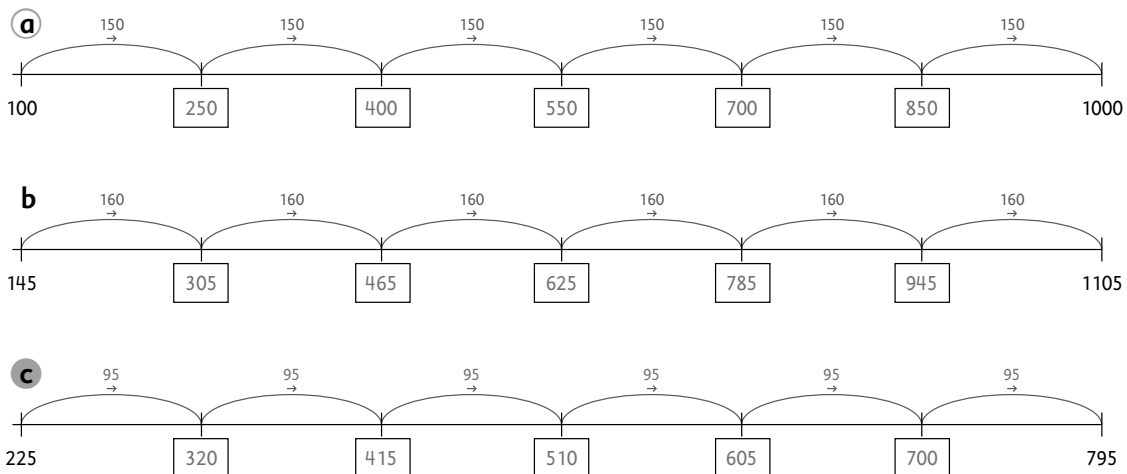 a
150 150 150 150 150 150
→ → → → → →
100 250 400 550 700 850 1000
b
160 160 160 160 160 160
→ → → → → →
145 305 465 625 785 945 1105
c
95 95 95 95 95 95
→ → → → → →
225 320 415 510 605 700 795